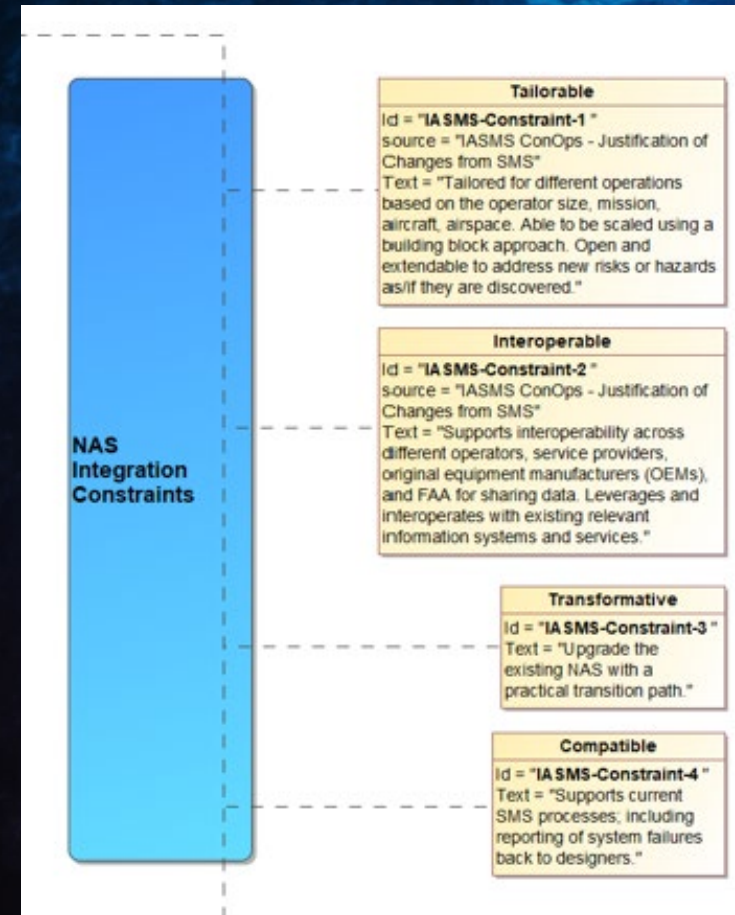 Tailorable
Id = "IASMS-Constraint-1 "
source = "IASMS ConOps - Justification of
Changes from SMS"
Text = "Tailored for different operations
based on the operator size, mission,
aircraft, airspace. Able to be scaled using a
building block approach. Open and
extendable to address new risks or hazards
as/if they are discovered."
Interoperable
Id = "IASMS-Constraint-2 "
source = "IASMS ConOps - Justification of
Changes from SMS"
Text = "Supports interoperability across
different operators, service providers,
original equipment manufacturers (OEMs),
and FAA for sharing data. Leverages and
interoperates with existing relevant
information systems and services."
NAS
Integration
Constraints
Transformative
Id = "IASMS-Constraint-3 "
Text = "Upgrade the
existing NAS with a
practical transition path."
Compatible
Id = "IASMS-Constraint-4 "
Text = "Supports current
SMS processes; including
reporting of system failures
back to designers."